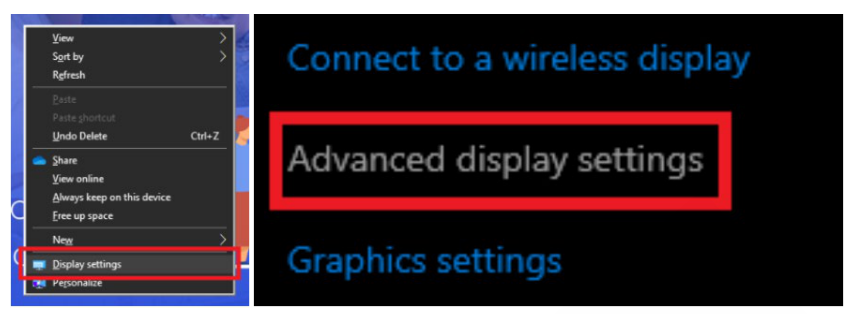 View
Sort by
Refresh
Paste
Paste shortcut
Undo Delete Ctrl+Z
Share
View online
Always keep on this device
Free up space
New
Display settings
Personalize
Connect to a wireless display
Advanced display settings
Graphics settings